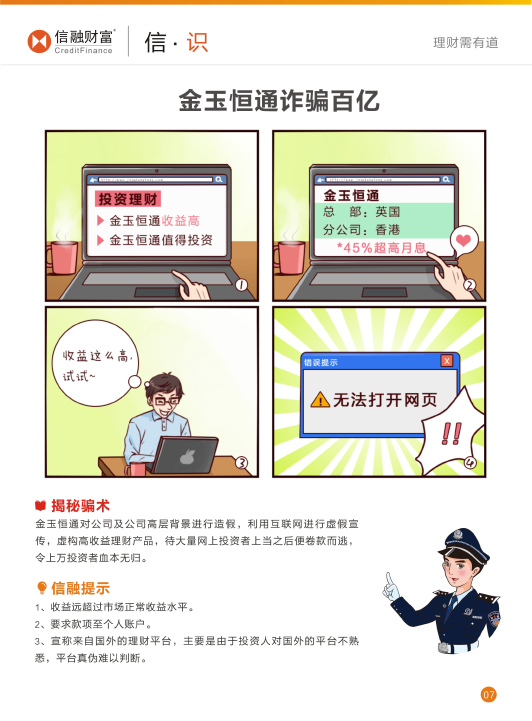 信融财富
CreditFinance
信·识
理财需有道
金玉恒通诈骗百亿
投资理财
金玉恒通收益高
金玉恒通值得投资
1
金玉恒通
总 部：英国
分公司：香港
*45%超高月息
2
收益这么高，
试试~
3
错误提示
X
无法打开网页
!!
4
揭秘骗术
金玉恒通对公司及公司高层背景进行造假，利用互联网进行虚假宣
传，虚构高收益理财产品，待大量网上投资者上当之后便卷款而逃，
令上万投资者血本无归。
信融提示
1、收益远超过市场正常收益水平。
2、要求款项至个人账户。
3、宣称来自国外的理财平台，主要是由于投资人对国外的平台不熟
悉，平台真伪难以判断。
07